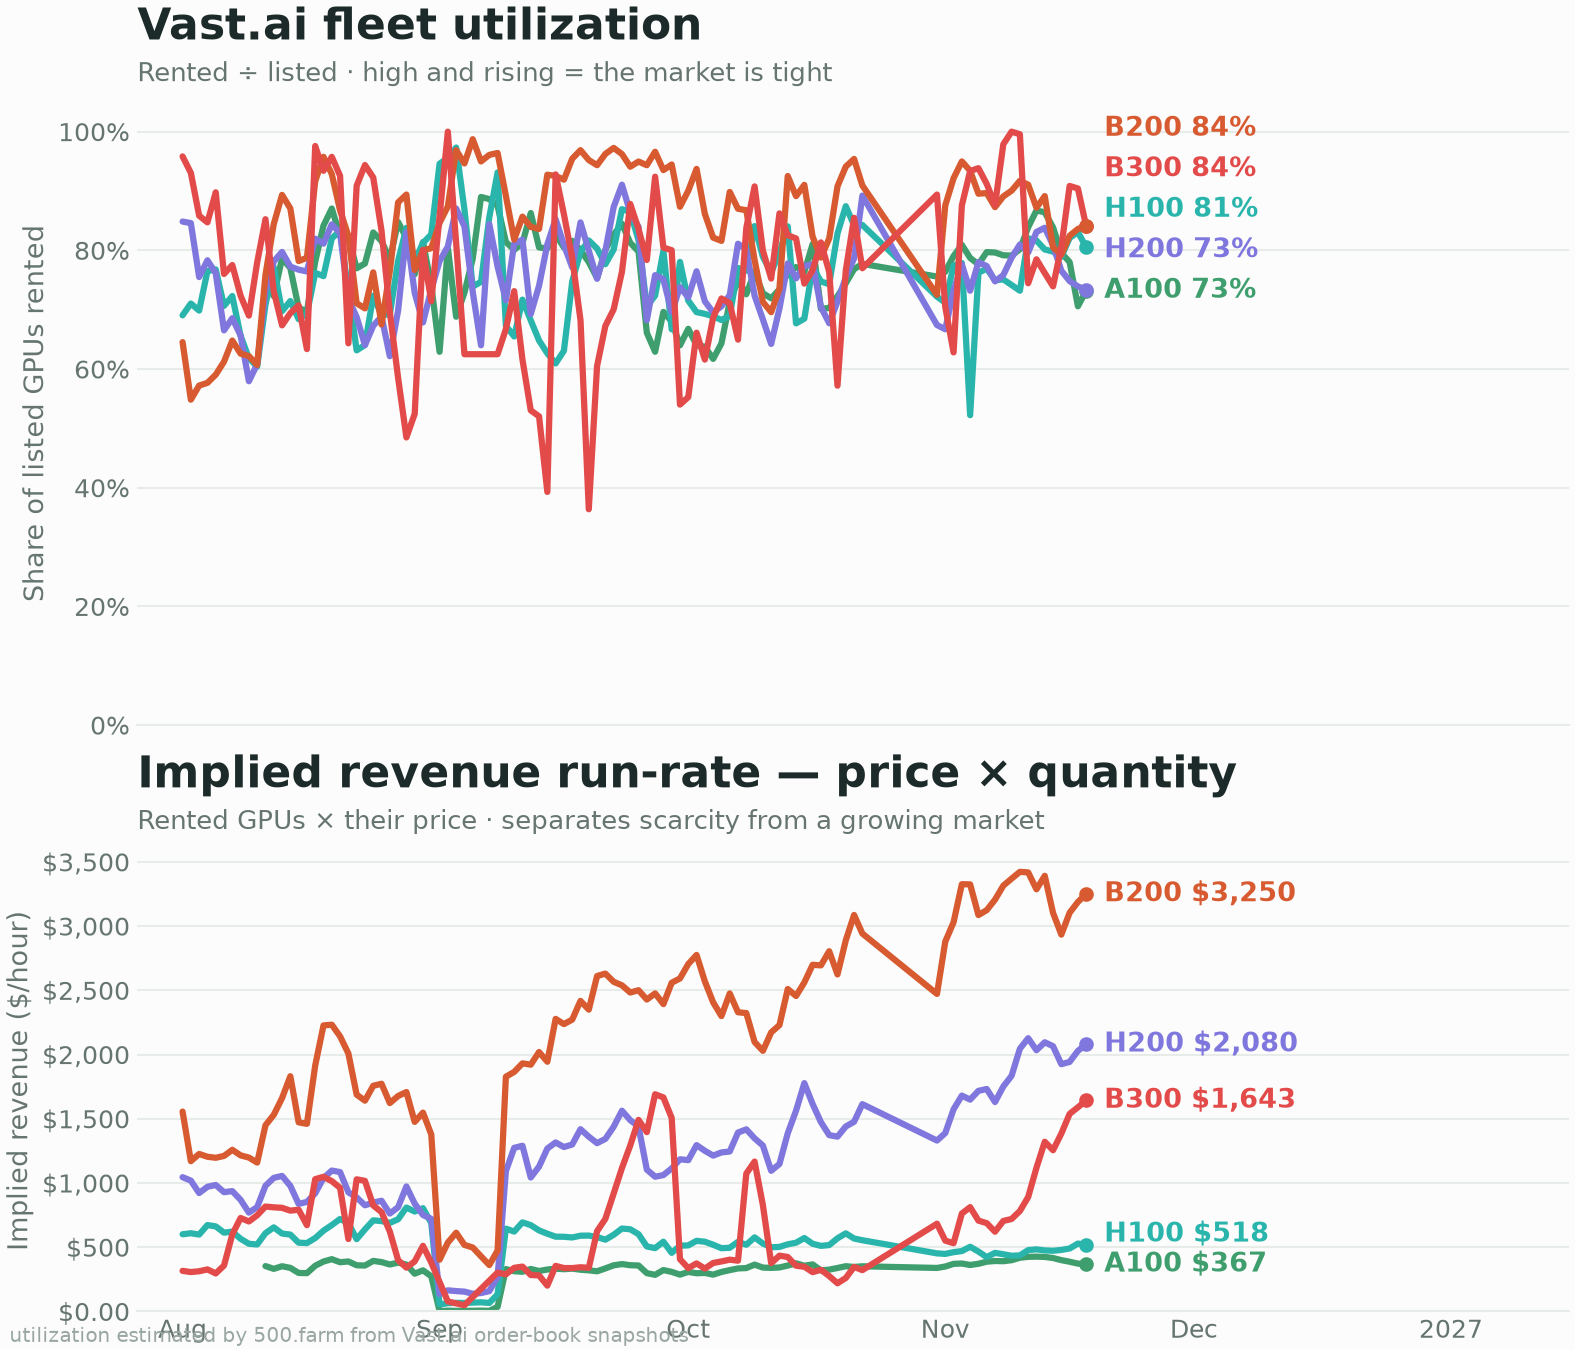 Vast.ai fleet utilization
Rented ÷ listed · high and rising = the market is tight
Share of listed GPUs rented
100%
80%
60%
40%
20%
0%
B200 84%
B300 84%
H100 81%
H200 73%
A100 73%
Implied revenue run-rate — price × quantity
Rented GPUs × their price · separates scarcity from a growing market
Implied revenue ($/hour)
$3,500
$3,000
$2,500
$2,000
$1,500
$1,000
$500
$0.00
B200 $3,250
H200 $2,080
B300 $1,643
H100 $518
A100 $367
Aug Sep Oct Nov Dec 2027
utilization estimated by 500.farm from Vast.ai order-book snapshots